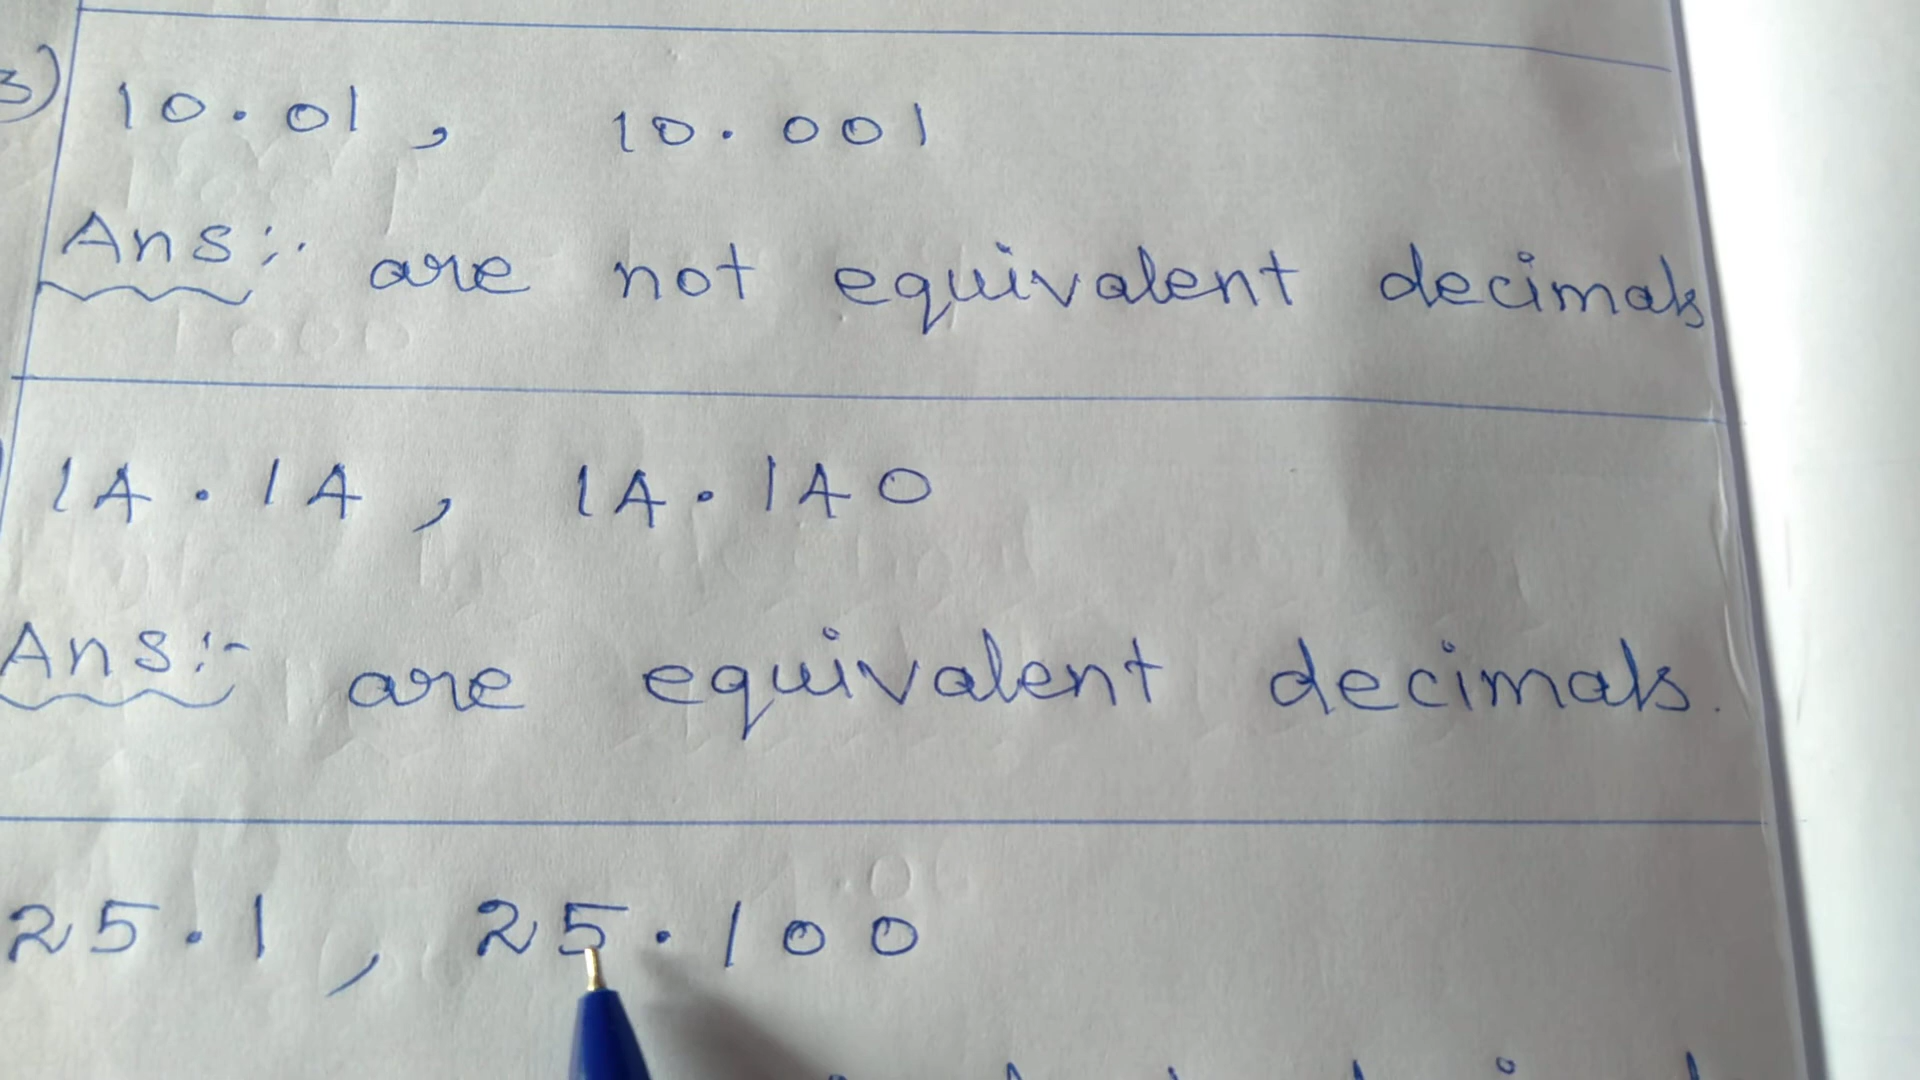 3) 10.01, 10.001
Ans:- are not equivalent decimals
14.14, 14.140
Ans:- are equivalent decimals.
25.1, 25.100